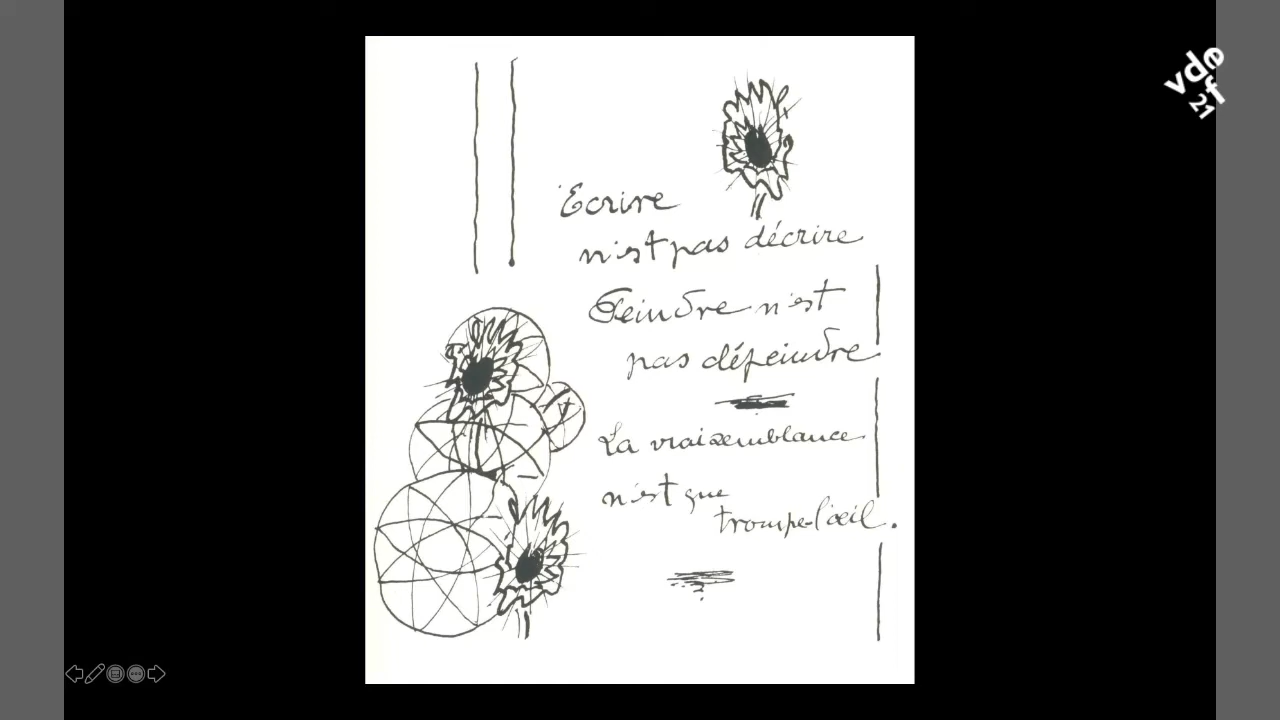 vdef
21
Ecrire
n'est pas décrire
Peindre n'est
pas dépeindre
La vraisemblance
n'est que
trompe-l'œil.